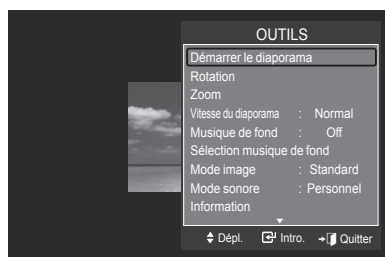 OUTILS
Démarrer le diaporama
Rotation
Zoom
Vitesse du diaporama : Normal
Musique de fond : Off
Sélection musique de fond
Mode image : Standard
Mode sonore : Personnel
Information
Dépl. Intro. Quitter